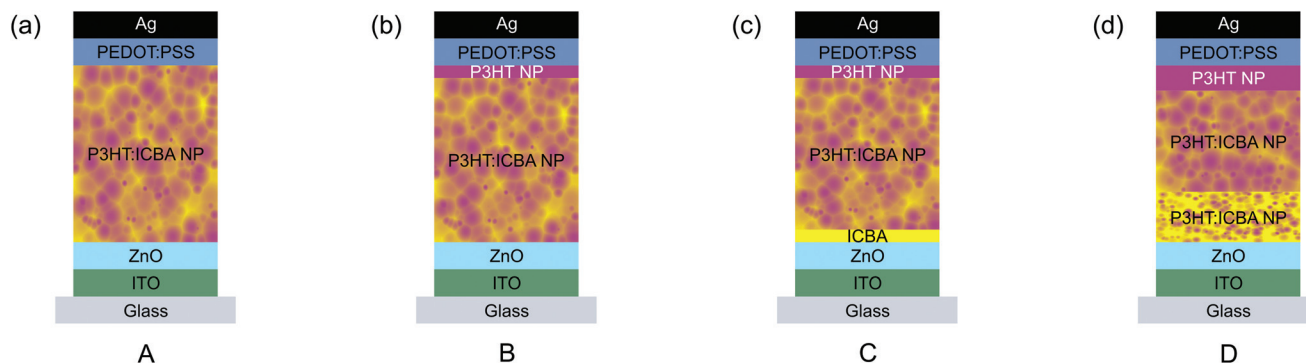 (a)
Ag
PEDOT:PSS
P3HT:ICBA NP
ZnO
ITO
Glass
A
(b)
Ag
PEDOT:PSS
P3HT NP
P3HT:ICBA NP
ZnO
ITO
Glass
B
(c)
Ag
PEDOT:PSS
P3HT NP
P3HT:ICBA NP
ICBA
ZnO
ITO
Glass
C
(d)
Ag
PEDOT:PSS
P3HT NP
P3HT:ICBA NP
P3HT:ICBA NP
ZnO
ITO
Glass
D